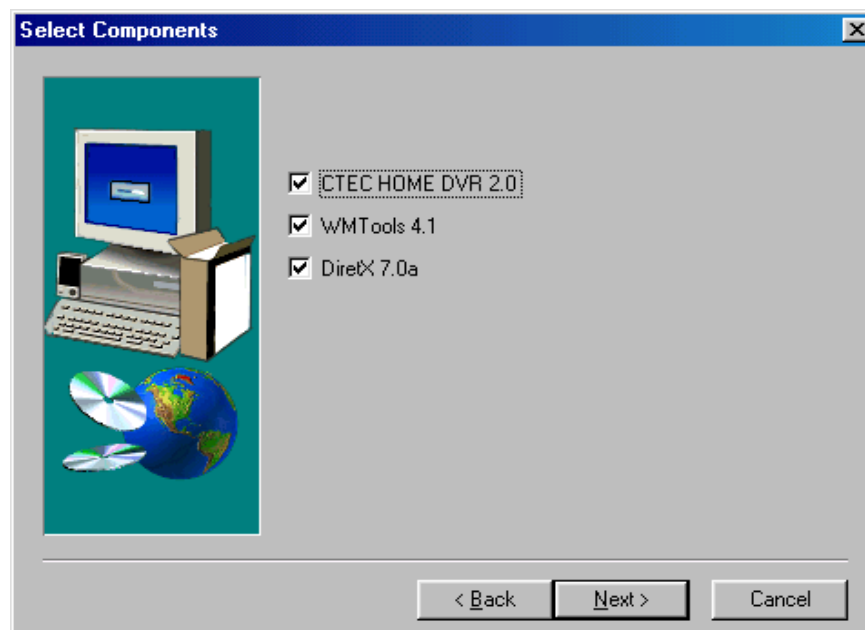 Select Components
CTEC HOME DVR 2.0
WMTools 4.1
DiretX 7.0a
< Back
Next >
Cancel